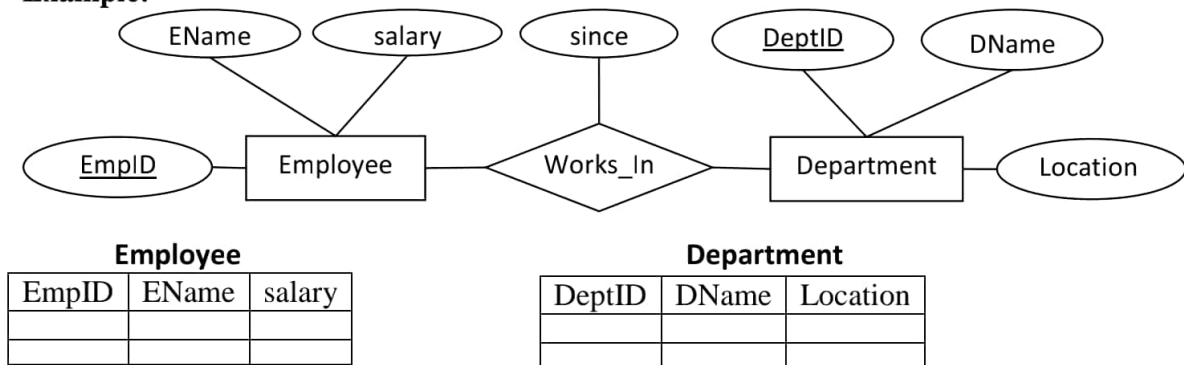 Example:
EName salary since DeptID DName
EmpID Employee Works_In Department Location
Employee Department
EmpID EName salary DeptID DName Location